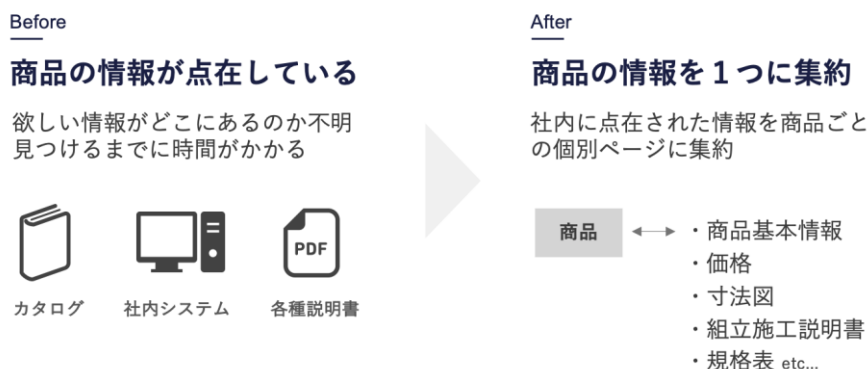 Before
商品の情報が点在している
欲しい情報がどこにあるのか不明
見つけるまでに時間がかかる
PDF
カタログ
社内システム
各種説明書
After
商品の情報を1つに集約
社内に点在された情報を商品ごと
の個別ページに集約
商品
・商品基本情報
・価格
・寸法図
・組立施工説明書
・規格表 etc...